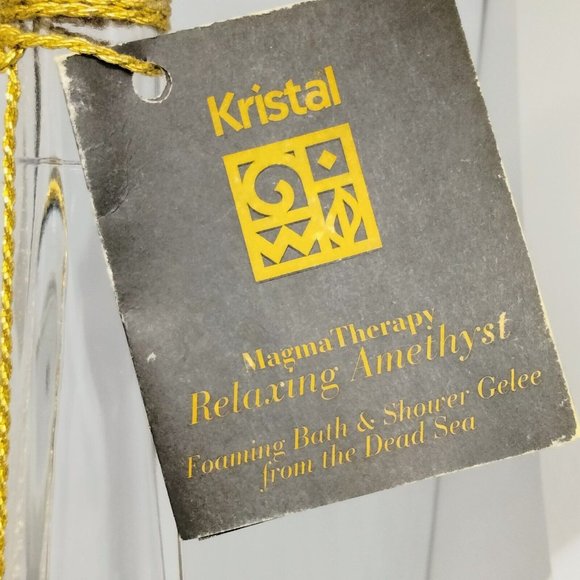 Kristal
MagmaTherapy
Relaxing Amethyst
Foaming Bath & Shower Gelee
from the Dead Sea